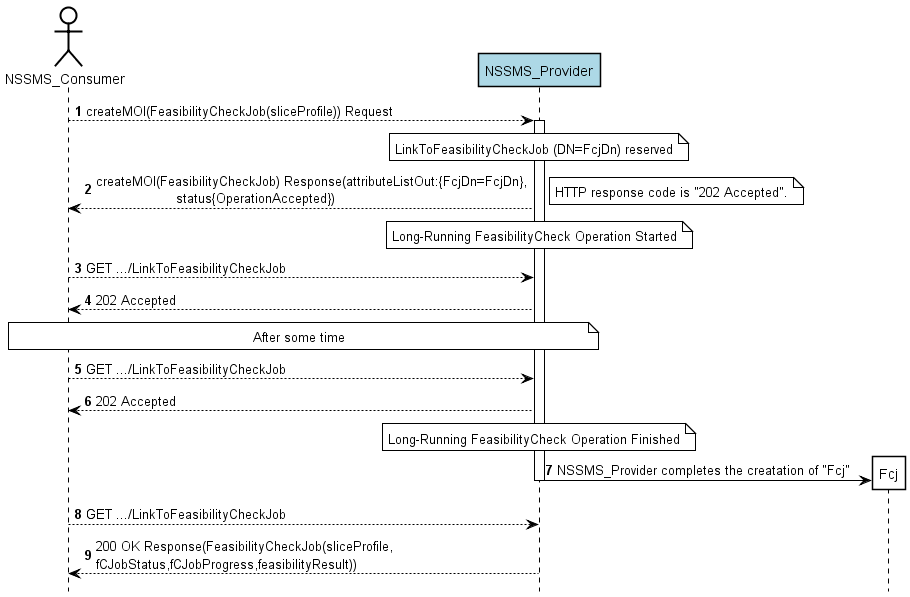 NSSMS_Consumer
NSSMS_Provider
1 createMOI(FeasibilityCheckJob(sliceProfile)) Request
LinkToFeasibilityCheckJob (DN=FcjDn) reserved
2 createMOI(FeasibilityCheckJob) Response(attributeListOut:{FcjDn=FcjDn},
status{OperationAccepted})
HTTP response code is "202 Accepted".
Long-Running FeasibilityCheck Operation Started
3 GET .../LinkToFeasibilityCheckJob
4 202 Accepted
After some time
5 GET .../LinkToFeasibilityCheckJob
6 202 Accepted
Long-Running FeasibilityCheck Operation Finished
7 NSSMS_Provider completes the creatation of "Fcj"
Fcj
8 GET .../LinkToFeasibilityCheckJob
9 200 OK Response(FeasibilityCheckJob(sliceProfile,
fCJobStatus,fCJobProgress,feasibilityResult))